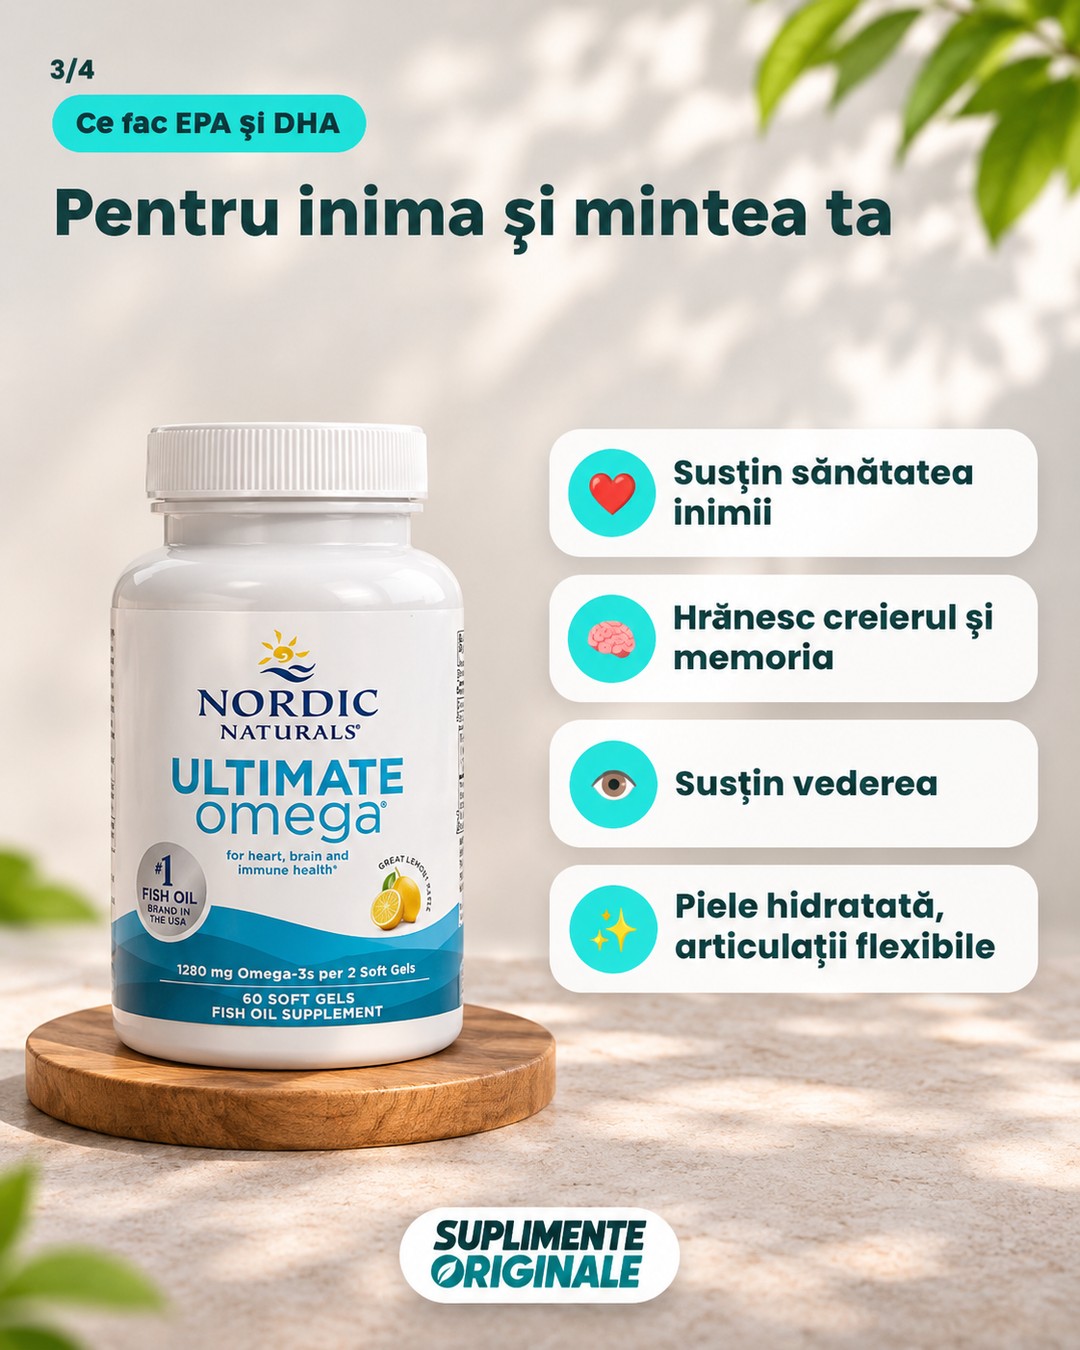 3/4
Ce fac EPA și DHA
Pentru inima și mintea ta
Susțin sănătatea
inimii
Hrănesc creierul și
memoria
Susțin vederea
Piele hidratată,
articulații flexibile
NORDIC
NATURALS®
ULTIMATE
omega®
for heart, brain and
immune health*
GREAT LEMON TASTE
#1
FISH OIL
BRAND IN
THE USA
1280 mg Omega-3s per 2 Soft Gels
60 SOFT GELS
FISH OIL SUPPLEMENT
SUPLIMENTE
ORIGINALE